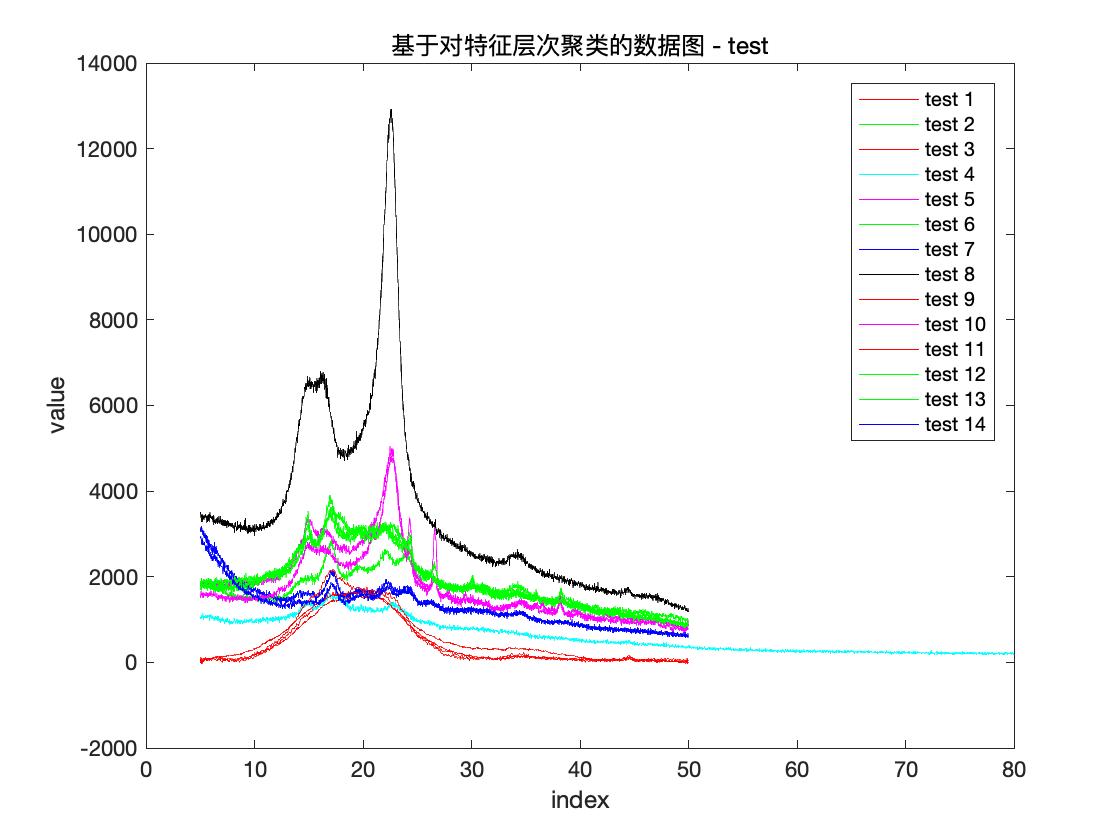 基于对特征层次聚类的数据图 - test
14000
12000
10000
8000
6000
4000
2000
0
-2000
value
0 10 20 30 40 50 60 70 80
index
test 1
test 2
test 3
test 4
test 5
test 6
test 7
test 8
test 9
test 10
test 11
test 12
test 13
test 14